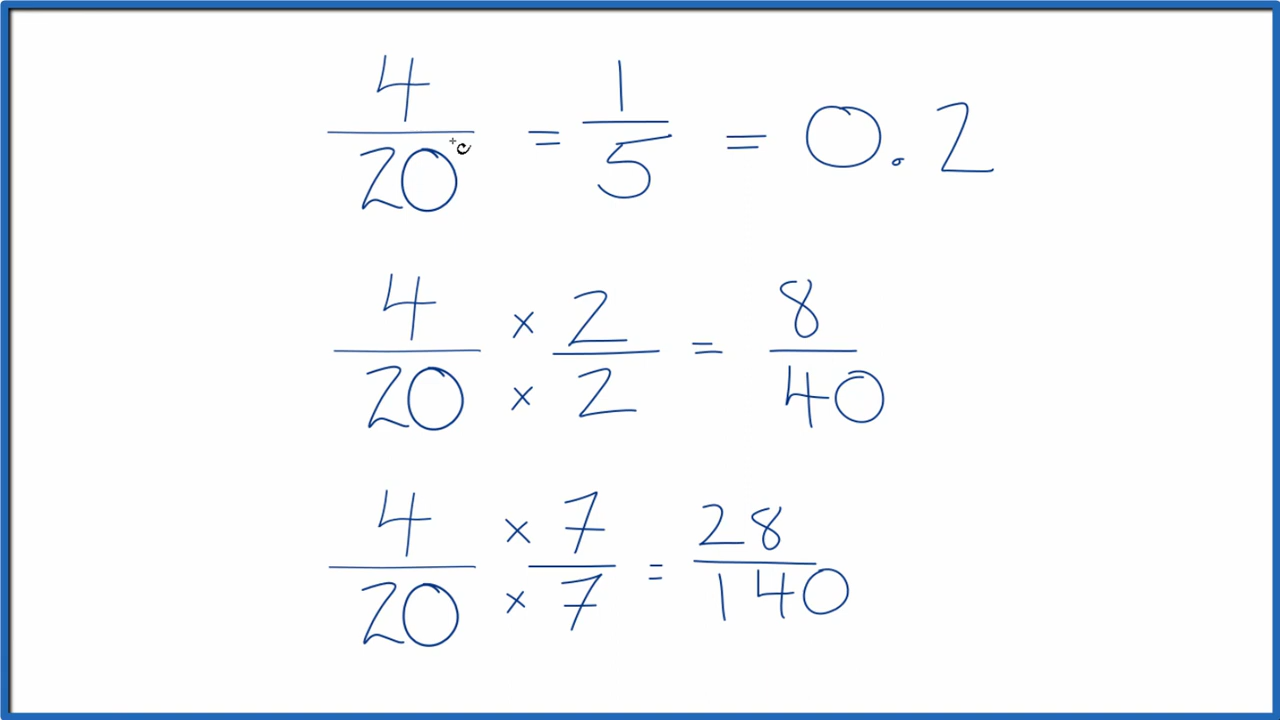 4/20 = 1/5 = 0.2
4/20 × 2/2 = 8/40
4/20 × 7/7 = 28/140